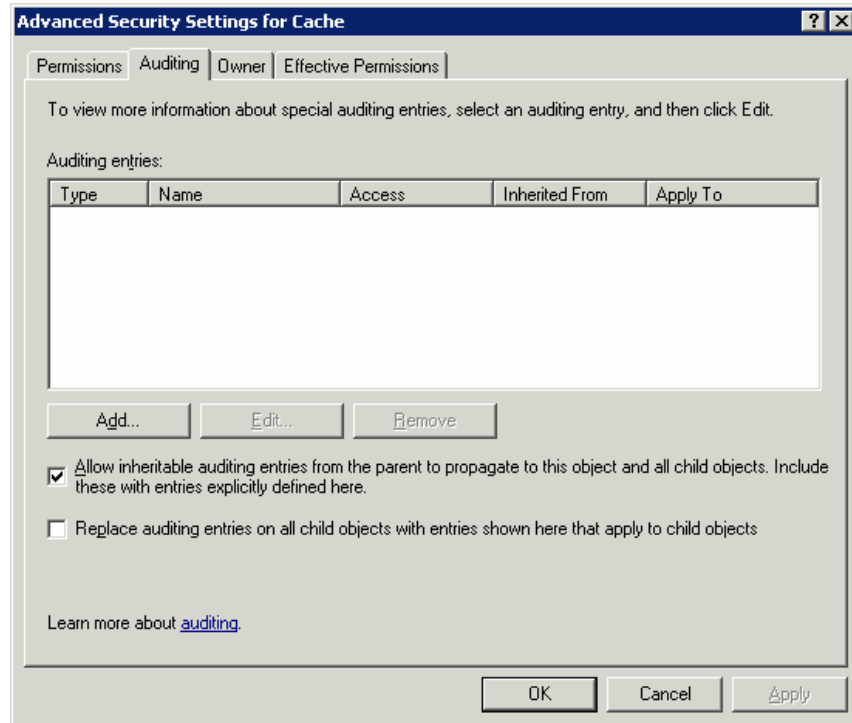 Advanced Security Settings for Cache
Permissions Auditing Owner Effective Permissions
To view more information about special auditing entries, select an auditing entry, and then click Edit.
Auditing entries:
Type Name Access Inherited From Apply To
Add... Edit... Remove
Allow inheritable auditing entries from the parent to propagate to this object and all child objects. Include
these with entries explicitly defined here.
Replace auditing entries on all child objects with entries shown here that apply to child objects
Learn more about auditing.
OK Cancel Apply